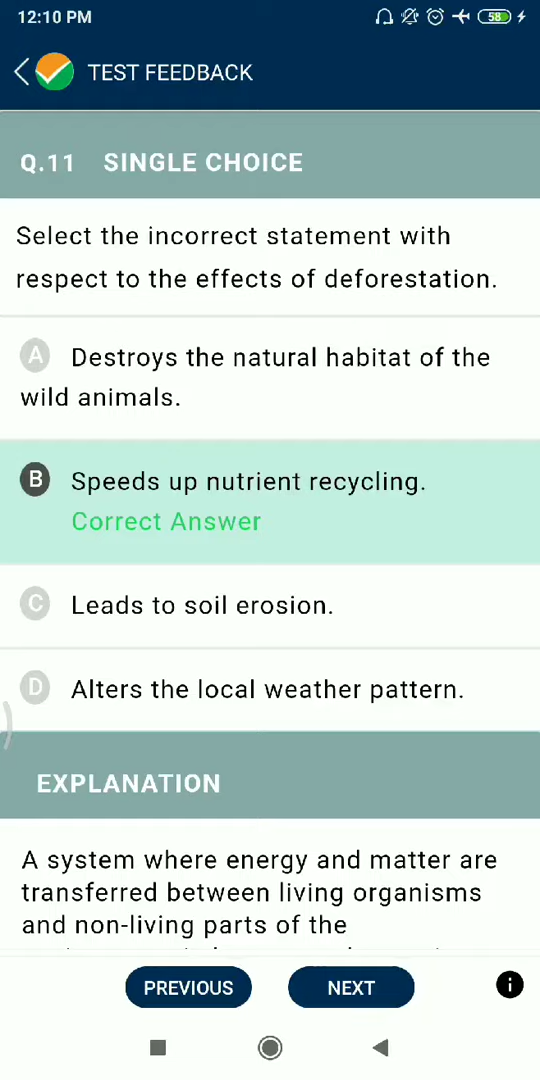 12:10 PM
58
TEST FEEDBACK
Q.11 SINGLE CHOICE
Select the incorrect statement with
respect to the effects of deforestation.
A Destroys the natural habitat of the
wild animals.
B Speeds up nutrient recycling.
Correct Answer
C Leads to soil erosion.
D Alters the local weather pattern.
EXPLANATION
A system where energy and matter are
transferred between living organisms
and non-living parts of the
PREVIOUS NEXT